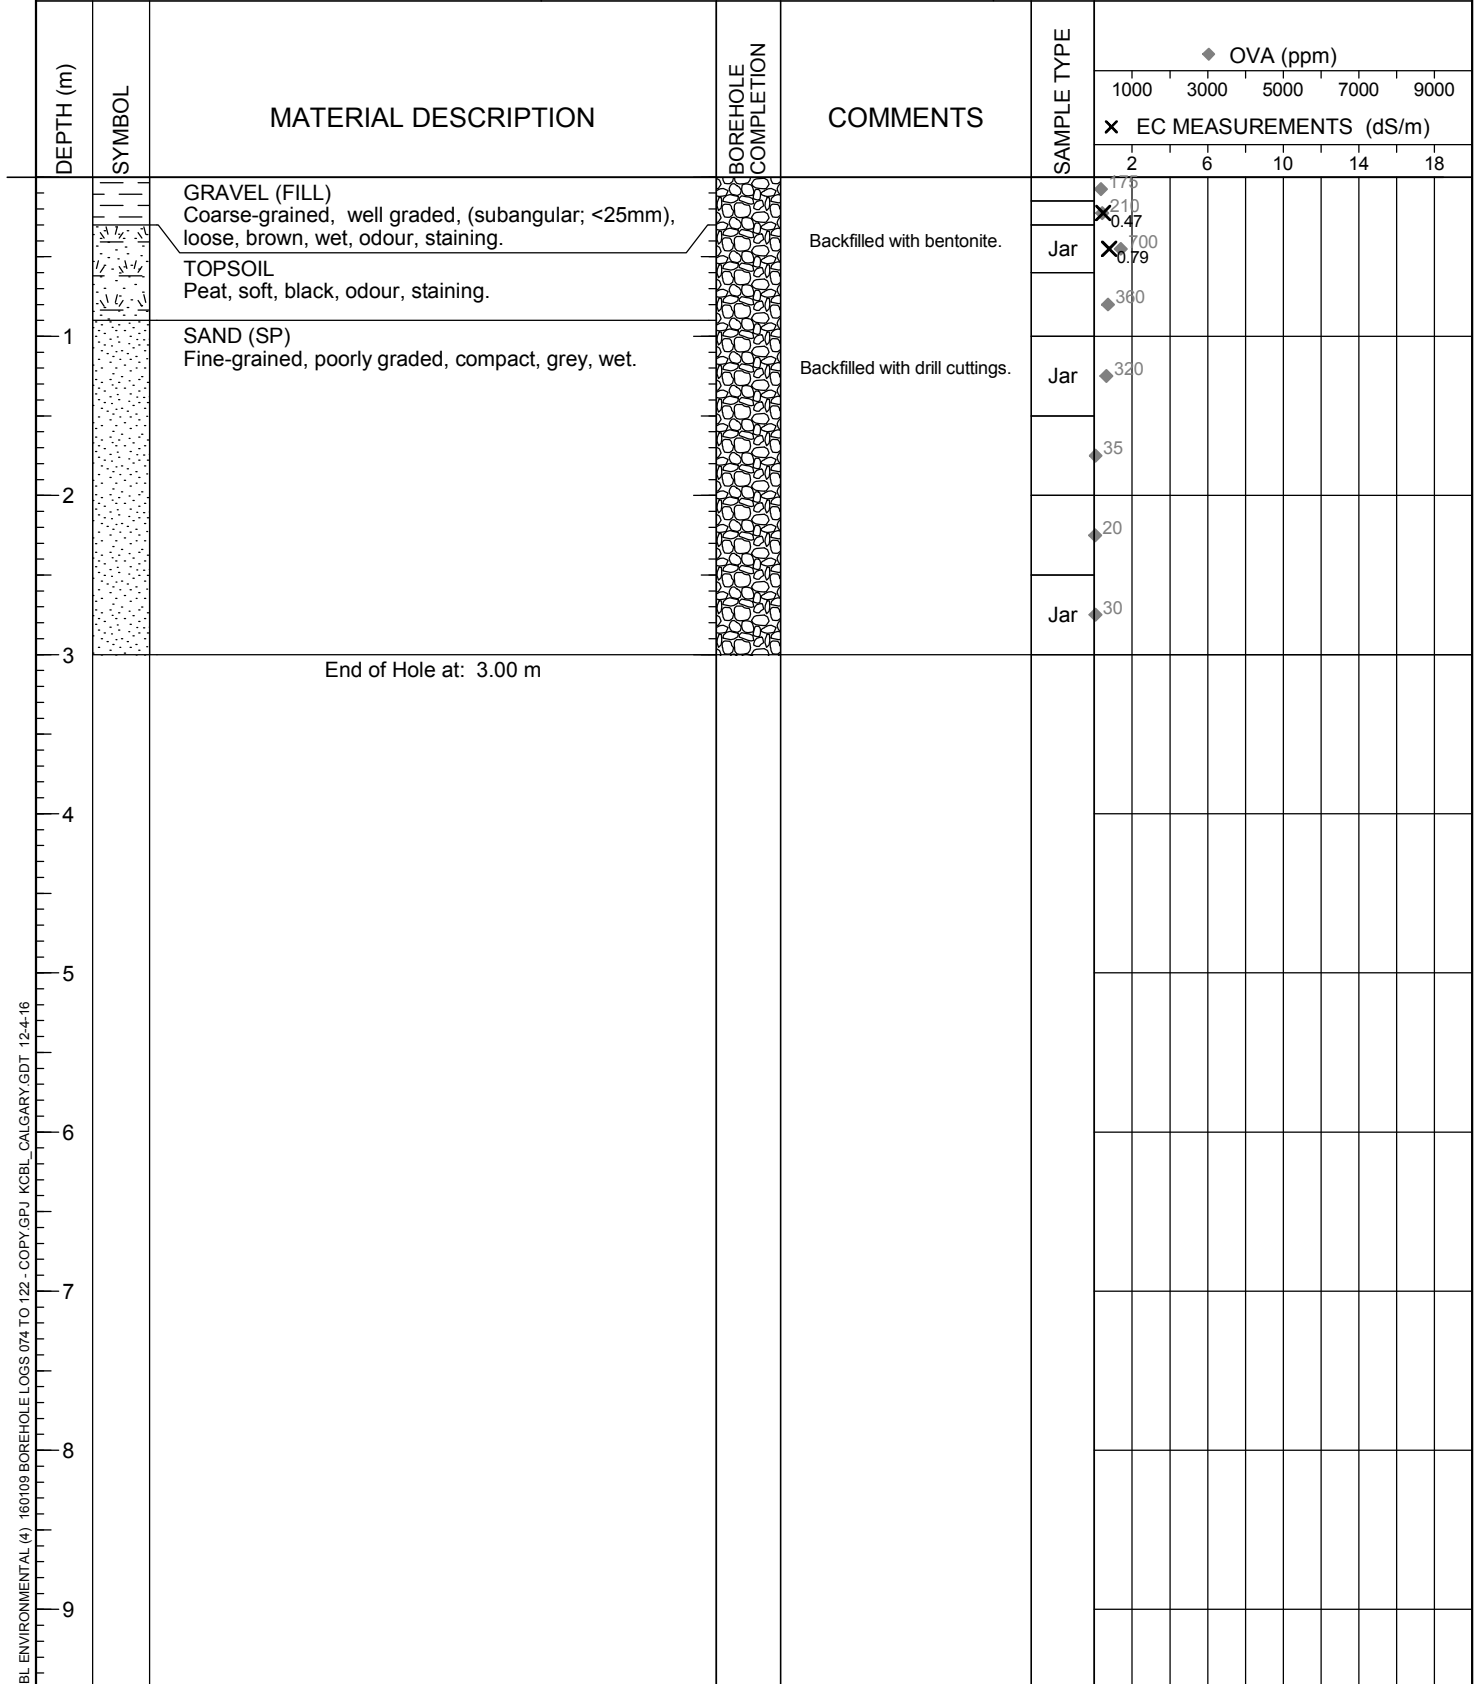 DEPTH (m)
SYMBOL
MATERIAL DESCRIPTION
BOREHOLE
COMPLETION
COMMENTS
SAMPLE TYPE
OVA (ppm)
1000 3000 5000 7000 9000
EC MEASUREMENTS (dS/m)
2 6 10 14 18
GRAVEL (FILL)
Coarse-grained, well graded, (subangular; <25mm),
loose, brown, wet, odour, staining.
175
210
0.47
Backfilled with bentonite.
Jar
700
0.79
TOPSOIL
Peat, soft, black, odour, staining.
360
1
SAND (SP)
Fine-grained, poorly graded, compact, grey, wet.
Backfilled with drill cuttings.
Jar
320
35
2
20
Jar
30
3
End of Hole at: 3.00 m
4
5
6
7
8
9
BL ENVIRONMENTAL (4) 160109 BOREHOLE LOGS 074 TO 122 - COPY.GPJ KCBL_CALGARY.GDT 12-4-16